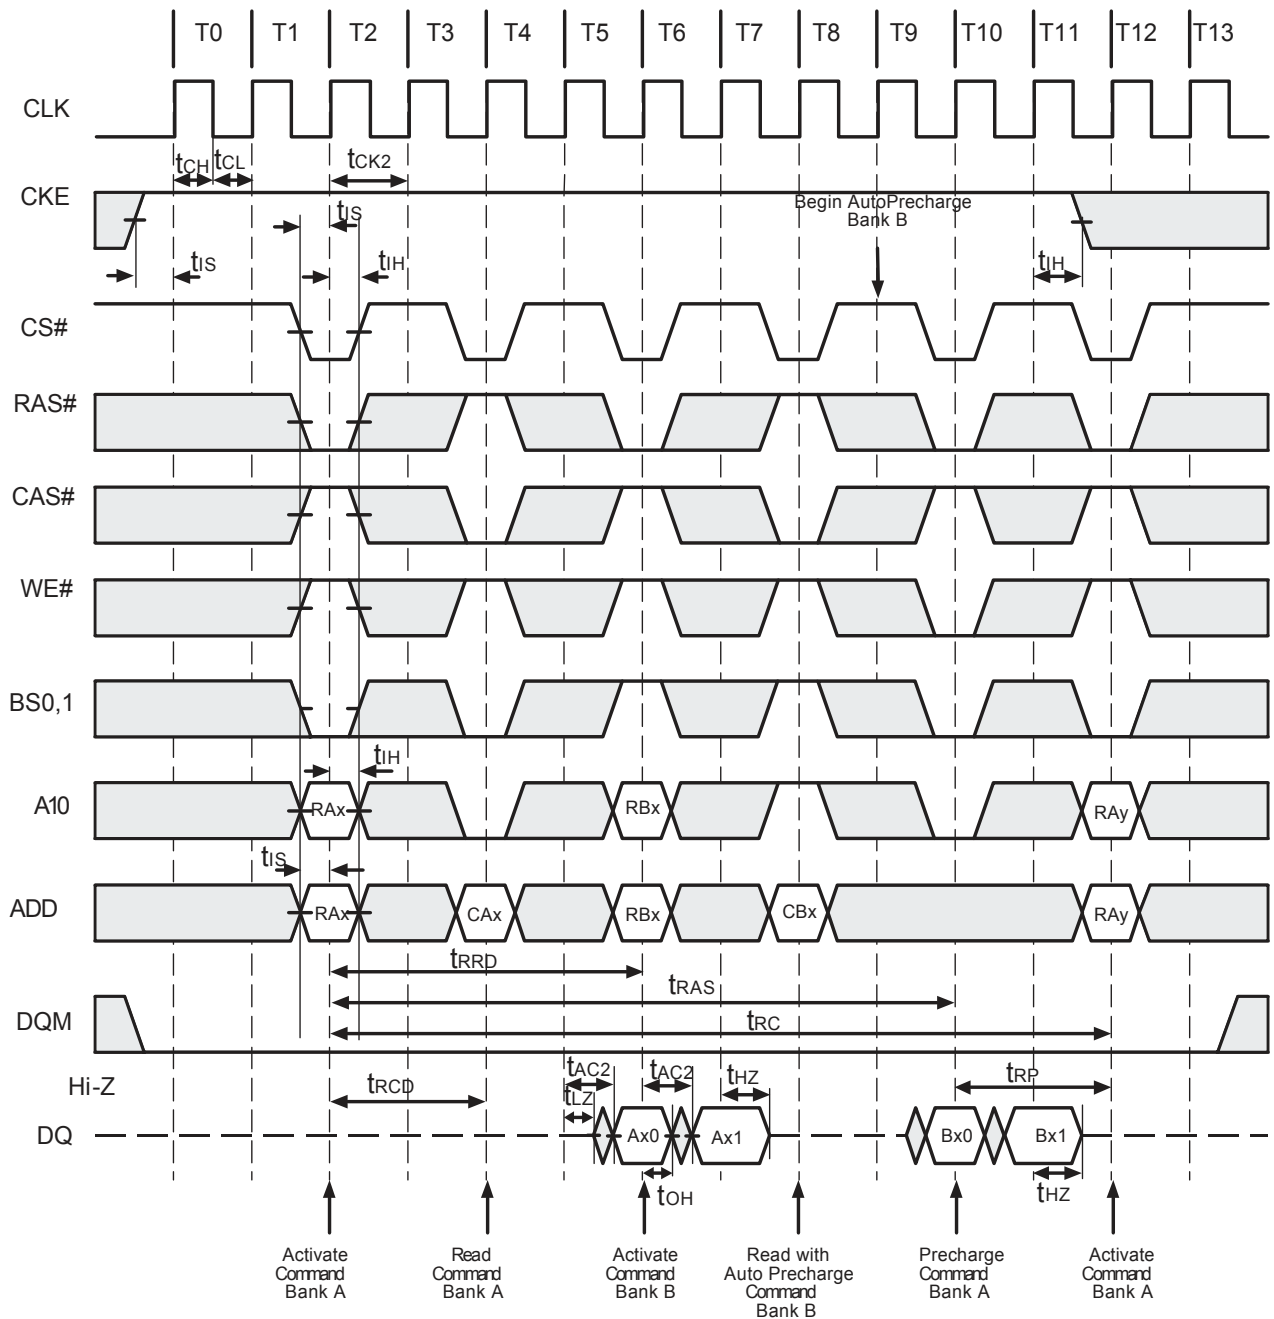 T0 T1 T2 T3 T4 T5 T6 T7 T8 T9 T10 T11 T12 T13
CLK
tCH tCL tCK2
CKE
tIS
Begin AutoPrecharge
Bank B
tIS tIH tIH
CS#
RAS#
CAS#
WE#
BS0,1
tIH
A10 RAx RBx RAy
tIS
ADD RAx CAx RBx CBx RAy
tRRD
tRAS
DQM tRC
Hi-Z tRCD tAC2 tAC2 tHZ tRP
tLZ
DQ Ax0 Ax1 Bx0 Bx1
tOH tHZ
Activate
Command
Bank A
Read
Command
Bank A
Activate
Command
Bank B
Read with
Auto Precharge
Command
Bank B
Precharge
Command
Bank A
Activate
Command
Bank A